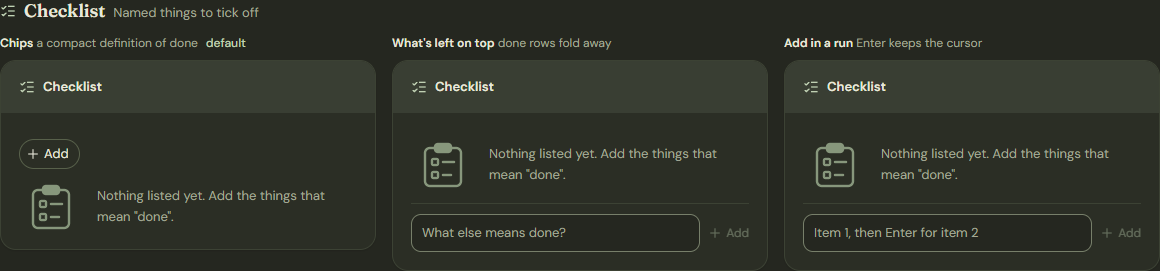 Checklist Named things to tick off
Chips a compact definition of done default
Checklist
+ Add
Nothing listed yet. Add the things that
mean "done".
What's left on top done rows fold away
Checklist
Nothing listed yet. Add the things that
mean "done".
What else means done? + Add
Add in a run Enter keeps the cursor
Checklist
Nothing listed yet. Add the things that
mean "done".
Item 1, then Enter for item 2 + Add